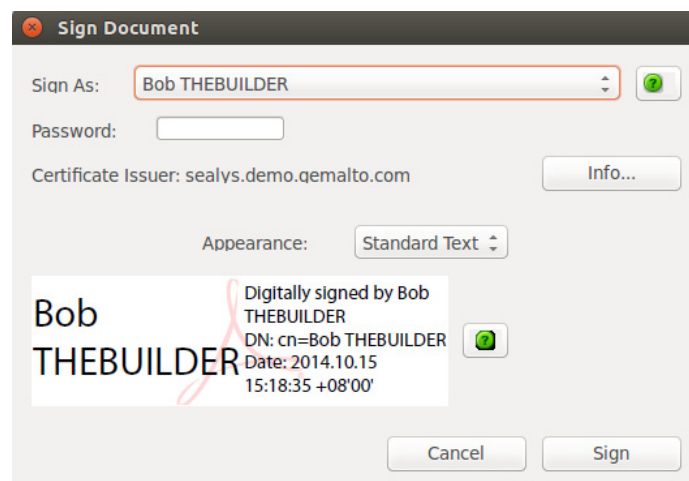 Sign Document
Sign As: Bob THEBUILDER
Password:
Certificate Issuer: sealys.demo.gemalto.com Info...
Appearance: Standard Text
Bob
THEBUILDER
Digitally signed by Bob
THEBUILDER
DN: cn=Bob THEBUILDER
Date: 2014.10.15
15:18:35 +08'00'
Cancel Sign